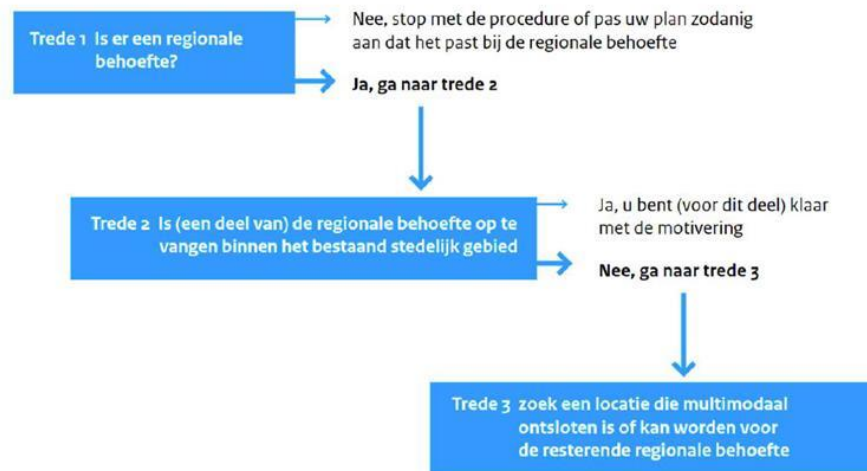 Trede 1 Is er een regionale
behoefte?
Nee, stop met de procedure of pas uw plan zodanig
aan dat het past bij de regionale behoefte
Ja, ga naar trede 2
Trede 2 Is (een deel van) de regionale behoefte op te
vangen binnen het bestaand stedelijk gebied
Ja, u bent (voor dit deel) klaar
met de motivering
Nee, ga naar trede 3
Trede 3 zoek een locatie die multimodaal
ontsloten is of kan worden voor
de resterende regionale behoefte